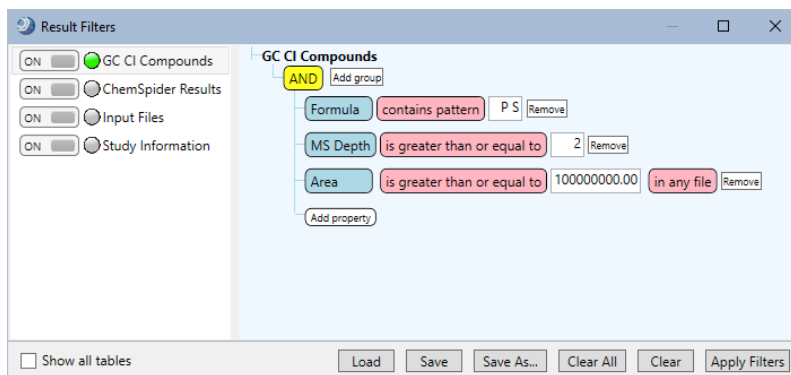 Result Filters
ON GC CI Compounds
ON ChemSpider Results
ON Input Files
ON Study Information
GC CI Compounds
AND Add group
Formula contains pattern P S Remove
MS Depth is greater than or equal to 2 Remove
Area is greater than or equal to 100000000.00 in any file Remove
Add property
Show all tables Load Save Save As... Clear All Clear Apply Filters